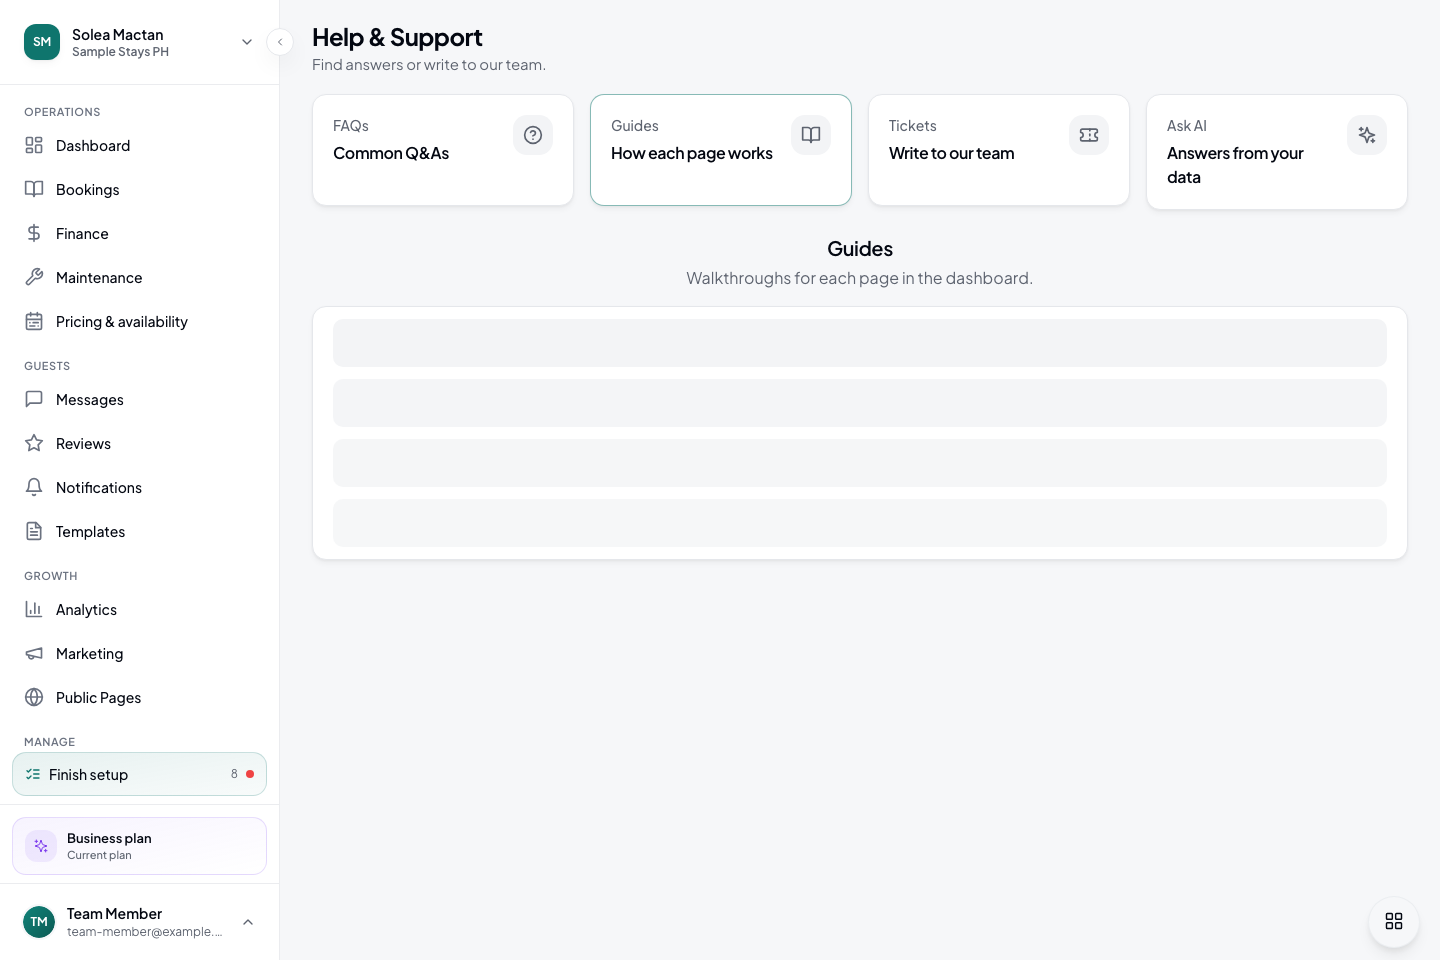 SM
Solea Mactan
Sample Stays PH
OPERATIONS
Dashboard
Bookings
Finance
Maintenance
Pricing & availability
GUESTS
Messages
Reviews
Notifications
Templates
GROWTH
Analytics
Marketing
Public Pages
MANAGE
Finish setup 8
Business plan
Current plan
TM
Team Member
team-member@example....
Help & Support
Find answers or write to our team.
FAQs
Common Q&As
Guides
How each page works
Tickets
Write to our team
Ask AI
Answers from your
data
Guides
Walkthroughs for each page in the dashboard.